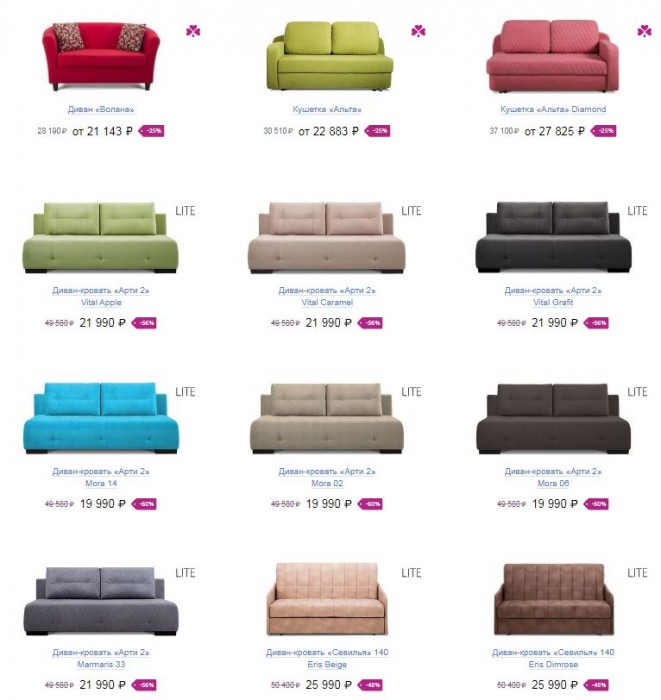 Диван «Волана»
Кушетка «Альта»
Кушетка «Альта» Diamond
28 190 ₽ от 21 143 ₽ -25%
30 510 ₽ от 22 883 ₽ -25%
37 100 ₽ от 27 825 ₽ -25%
LITE
LITE
LITE
Диван-кровать «Арти 2»
Vital Apple
Диван-кровать «Арти 2»
Vital Caramel
Диван-кровать «Арти 2»
Vital Grafit
49 580 ₽ 21 990 ₽ -56%
49 580 ₽ 21 990 ₽ -56%
49 580 ₽ 21 990 ₽ -56%
LITE
LITE
LITE
Диван-кровать «Арти 2»
Mora 14
Диван-кровать «Арти 2»
Mora 02
Диван-кровать «Арти 2»
Mora 06
49 580 ₽ 19 990 ₽ -60%
49 580 ₽ 19 990 ₽ -60%
49 580 ₽ 19 990 ₽ -60%
LITE
LITE
LITE
Диван-кровать «Арти 2»
Marmaris 33
Диван-кровать «Севилья» 140
Eris Beige
Диван-кровать «Севилья» 140
Eris Dimrose
49 580 ₽ 21 990 ₽ -56%
50 400 ₽ 25 990 ₽ -48%
50 400 ₽ 25 990 ₽ -48%